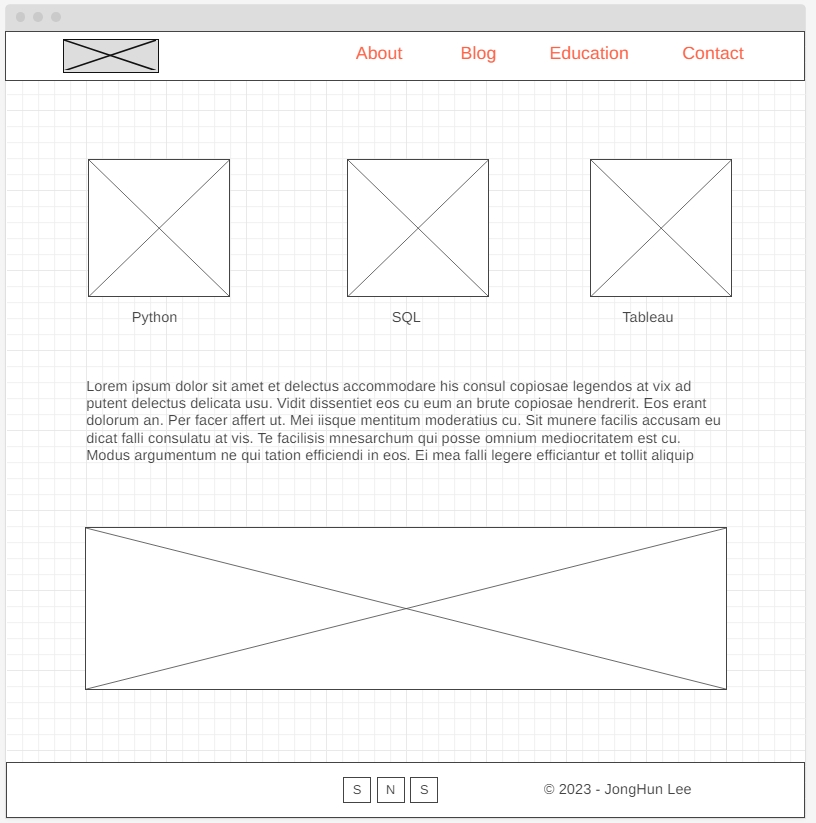 About Blog Education Contact
Python SQL Tableau
Lorem ipsum dolor sit amet et delectus accommodare his consul copiosae legendos at vix ad
putent delectus delicata usu. Vidit dissentiet eos cu eum an brute copiosae hendrerit. Eos erant
dolorum an. Per facer affert ut. Mei iisque mentitum moderatius cu. Sit munere facilis accusam eu
dicat falli consulatu at vis. Te facilisis mnesarchum qui posse omnium mediocritatem est cu.
Modus argumentum ne qui tation efficiendi in eos. Ei mea falli legere efficiantur et tollit aliquip
S N S © 2023 - JongHun Lee